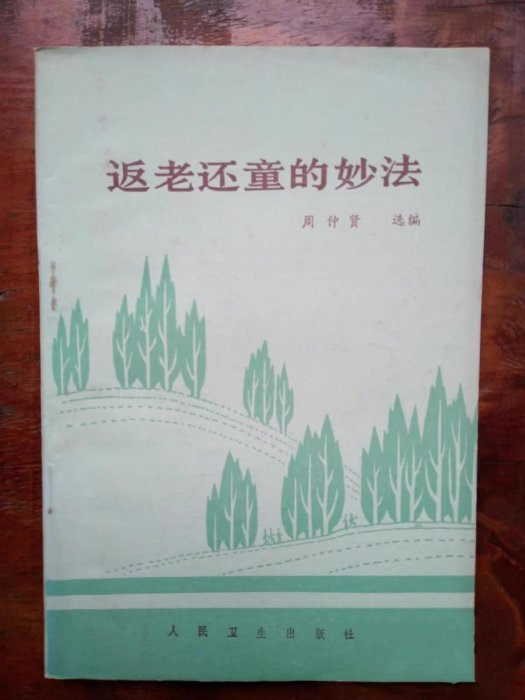 返老还童的妙法
周仲贤 选编
人民卫生出版社